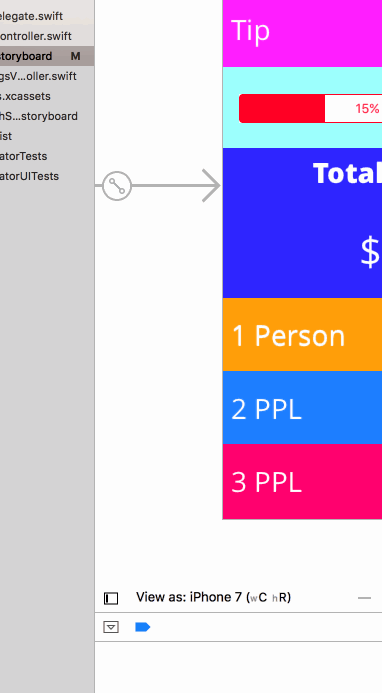 elegate.swift
ontroller.swift
storyboard M
gsV...oller.swift
s.xcassets
hS...storyboard
ist
atorTests
atorUITests
Tip
15%
Total
$
1 Person
2 PPL
3 PPL
View as: iPhone 7 (wC hR)